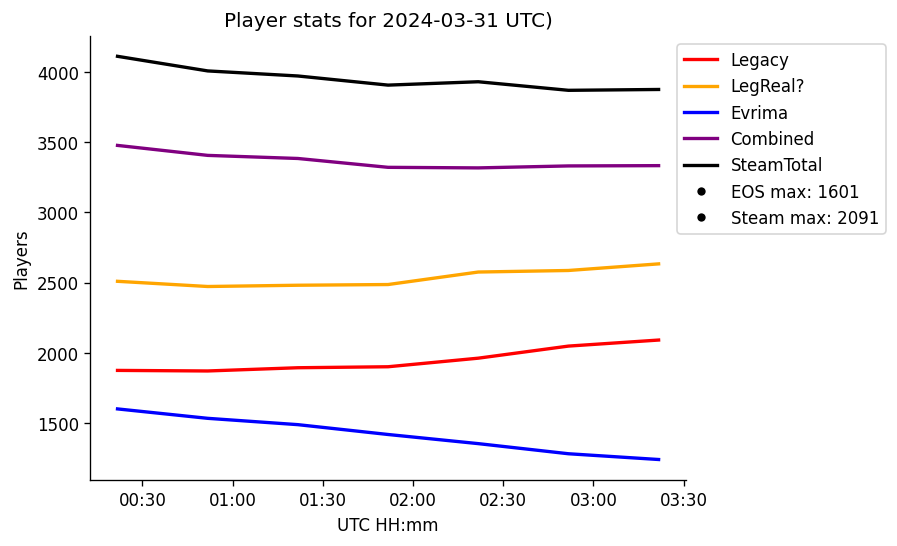 Player stats for 2024-03-31 UTC)
Players
4000
3500
3000
2500
2000
1500
00:30 01:00 01:30 02:00 02:30 03:00 03:30
UTC HH:mm
Legacy
LegReal?
Evrima
Combined
SteamTotal
EOS max: 1601
Steam max: 2091